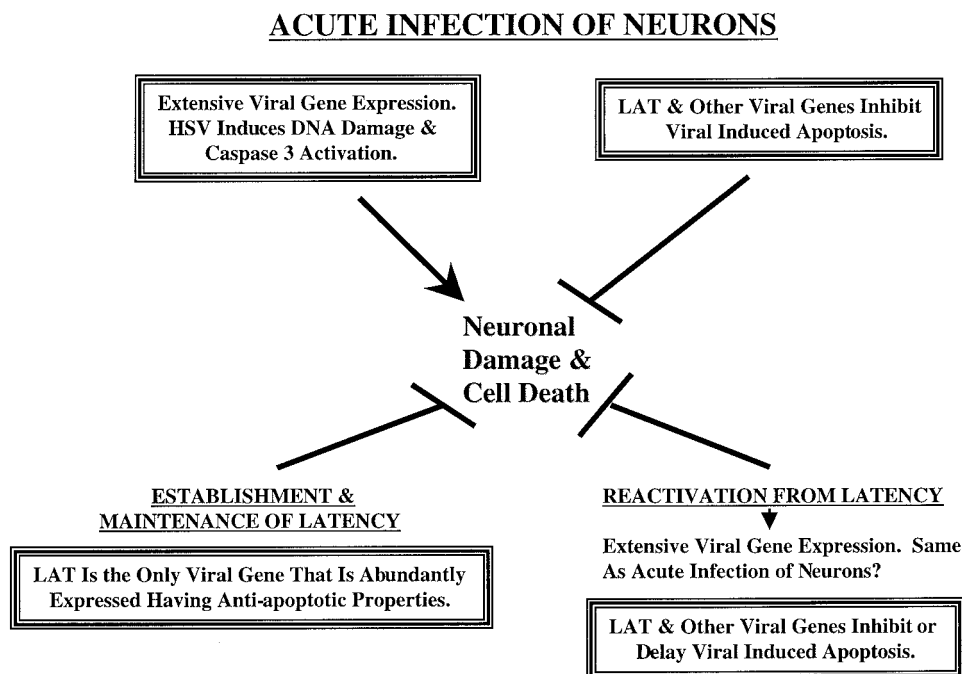 ACUTE INFECTION OF NEURONS
Extensive Viral Gene Expression.
HSV Induces DNA Damage &
Caspase 3 Activation.
LAT & Other Viral Genes Inhibit
Viral Induced Apoptosis.
Neuronal
Damage &
Cell Death
ESTABLISHMENT &
MAINTENANCE OF LATENCY
LAT Is the Only Viral Gene That Is Abundantly
Expressed Having Anti-apoptotic Properties.
REACTIVATION FROM LATENCY
Extensive Viral Gene Expression. Same
As Acute Infection of Neurons?
LAT & Other Viral Genes Inhibit or
Delay Viral Induced Apoptosis.